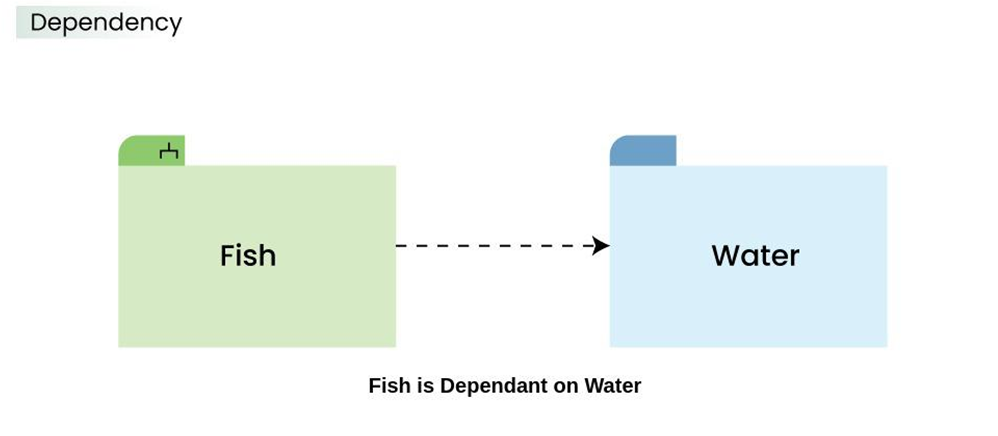 Dependency
Fish
Water
Fish is Dependant on Water